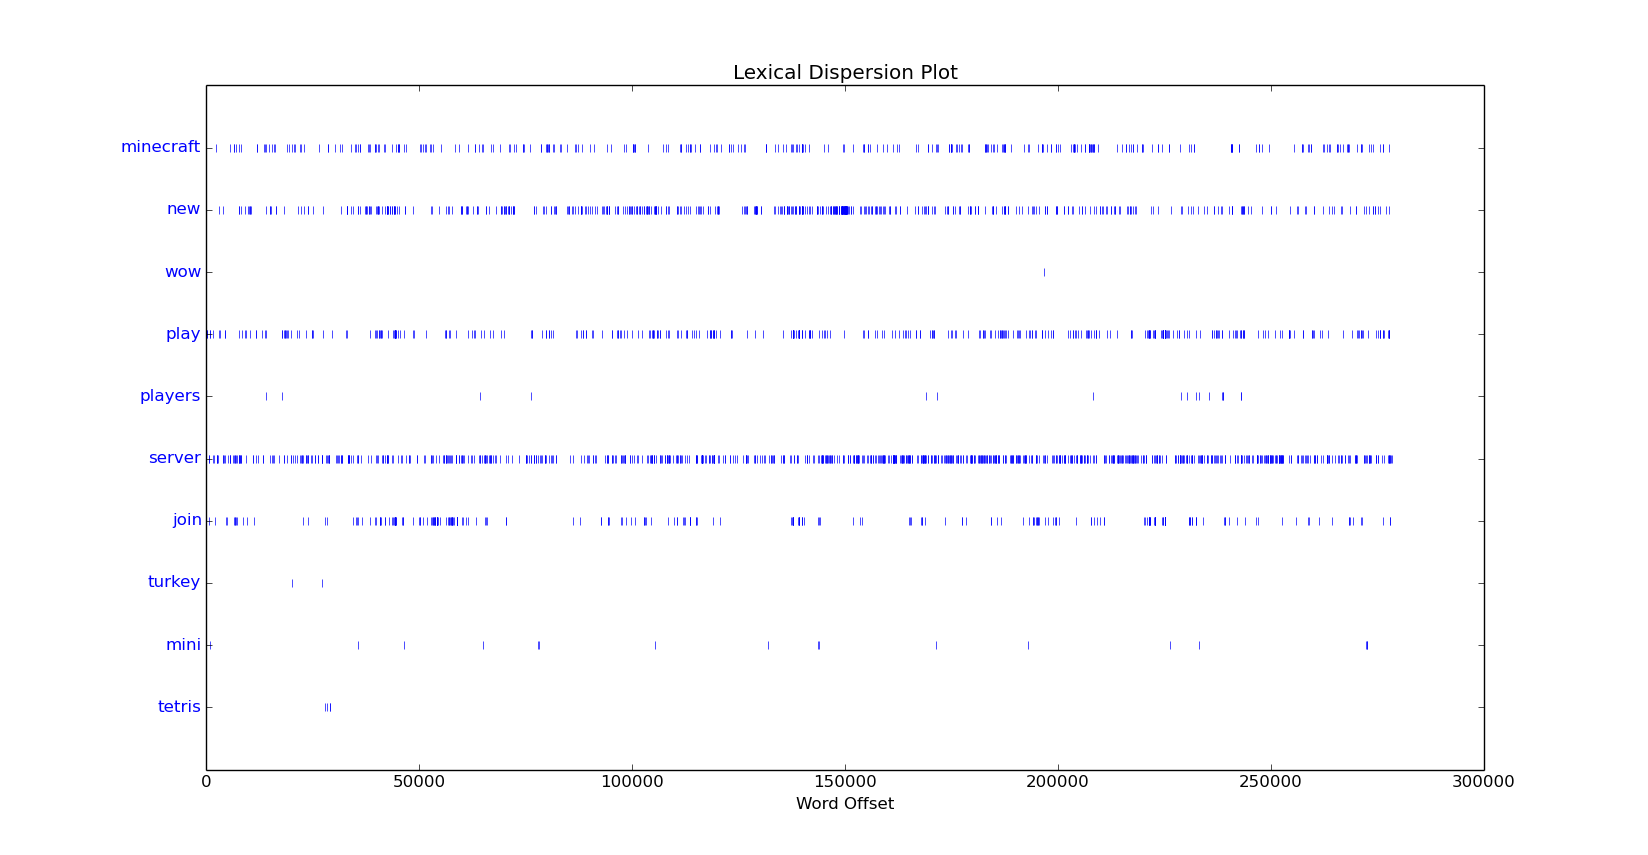 Lexical Dispersion Plot
minecraft
new
wow
play
players
server
join
turkey
mini
tetris
0 50000 100000 150000 200000 250000 300000
Word Offset